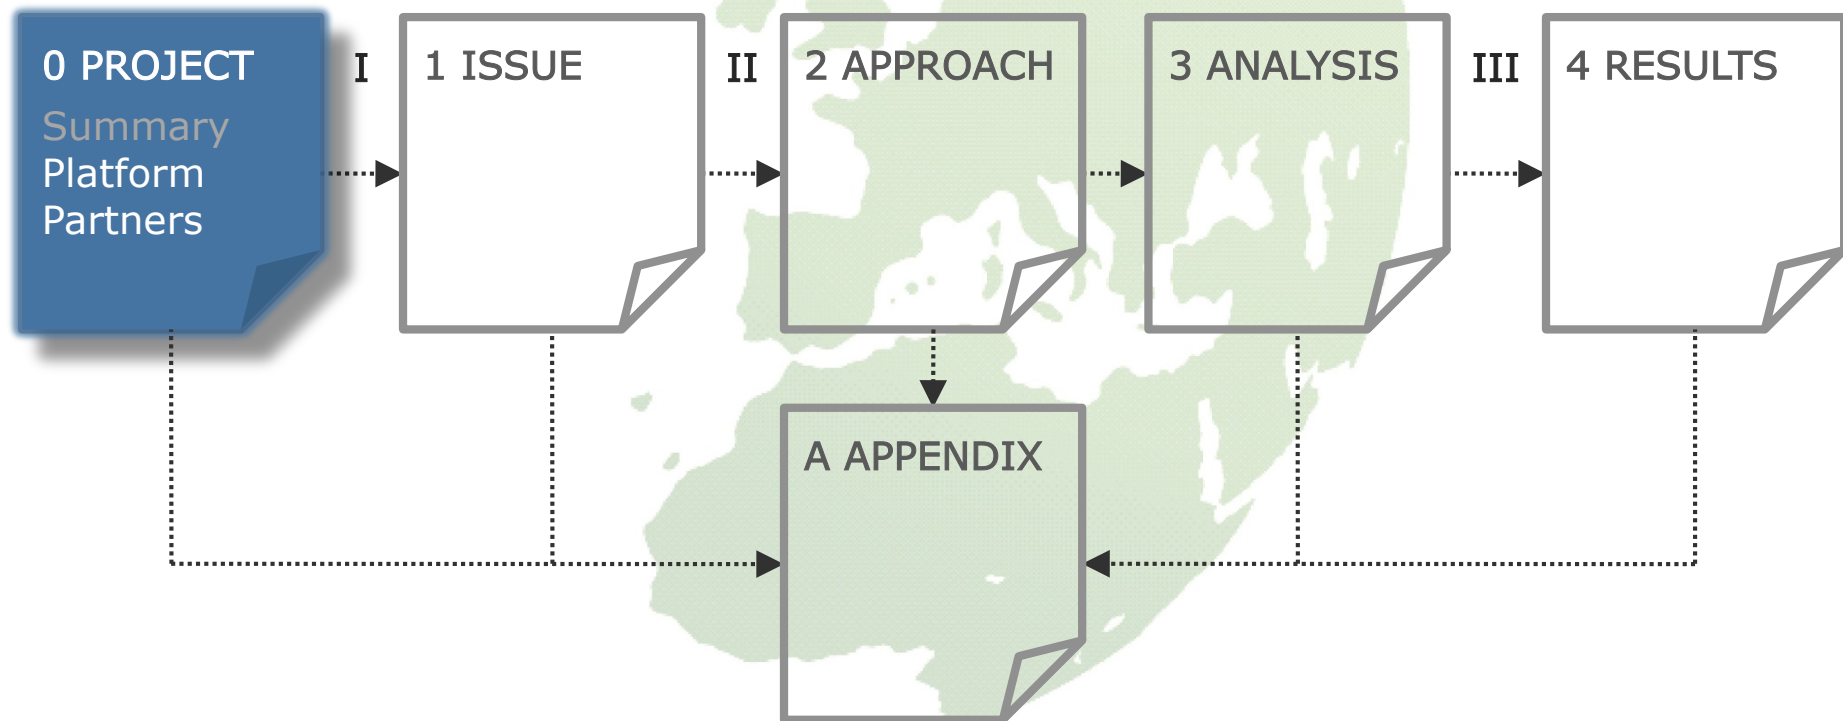 0 PROJECT
Summary
Platform
Partners
I
1 ISSUE
II
2 APPROACH
3 ANALYSIS
III
4 RESULTS
A APPENDIX